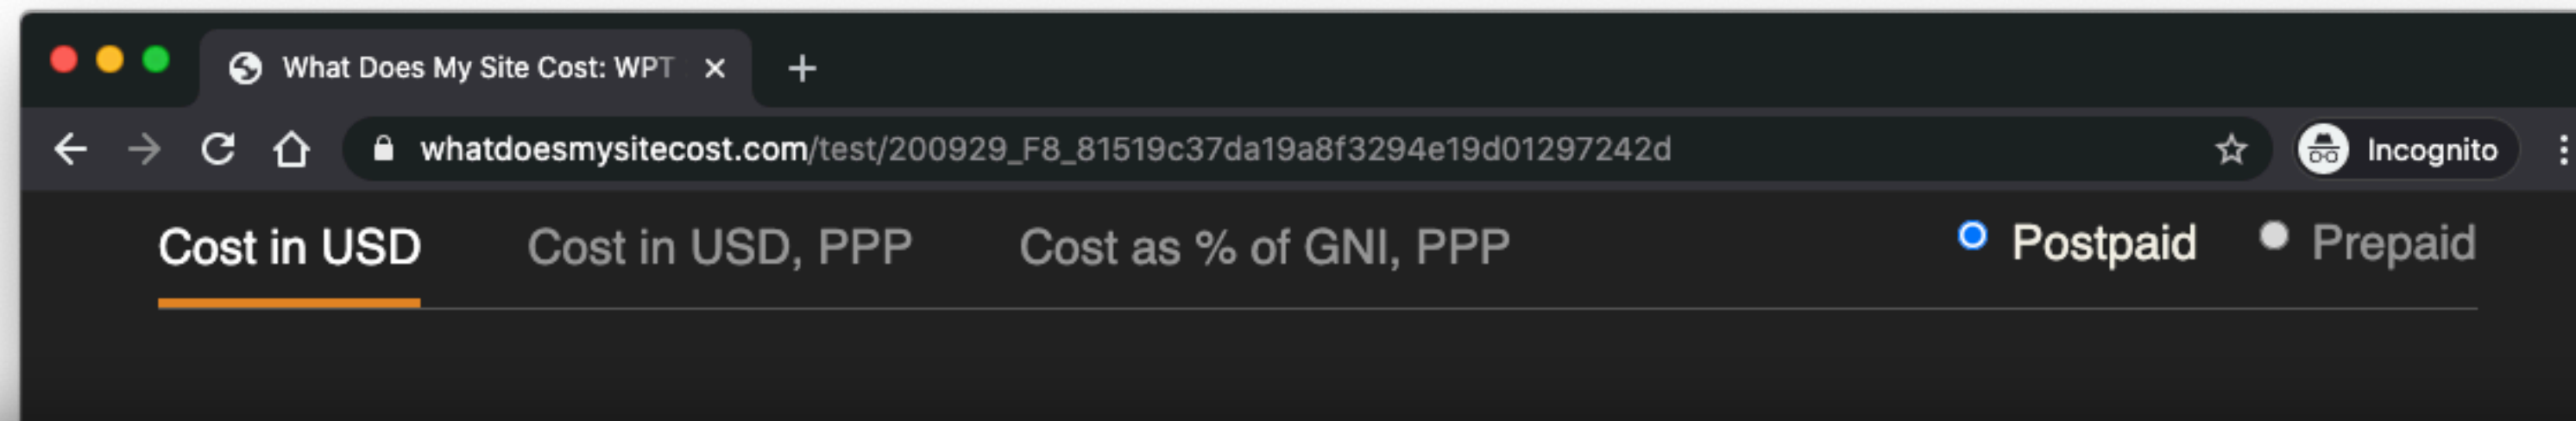 What Does My Site Cost: WPT
whatdoesmysitecost.com/test/200929_F8_81519c37da19a8f3294e19d01297242d
Incognito
Cost in USD Cost in USD, PPP Cost as % of GNI, PPP Postpaid Prepaid